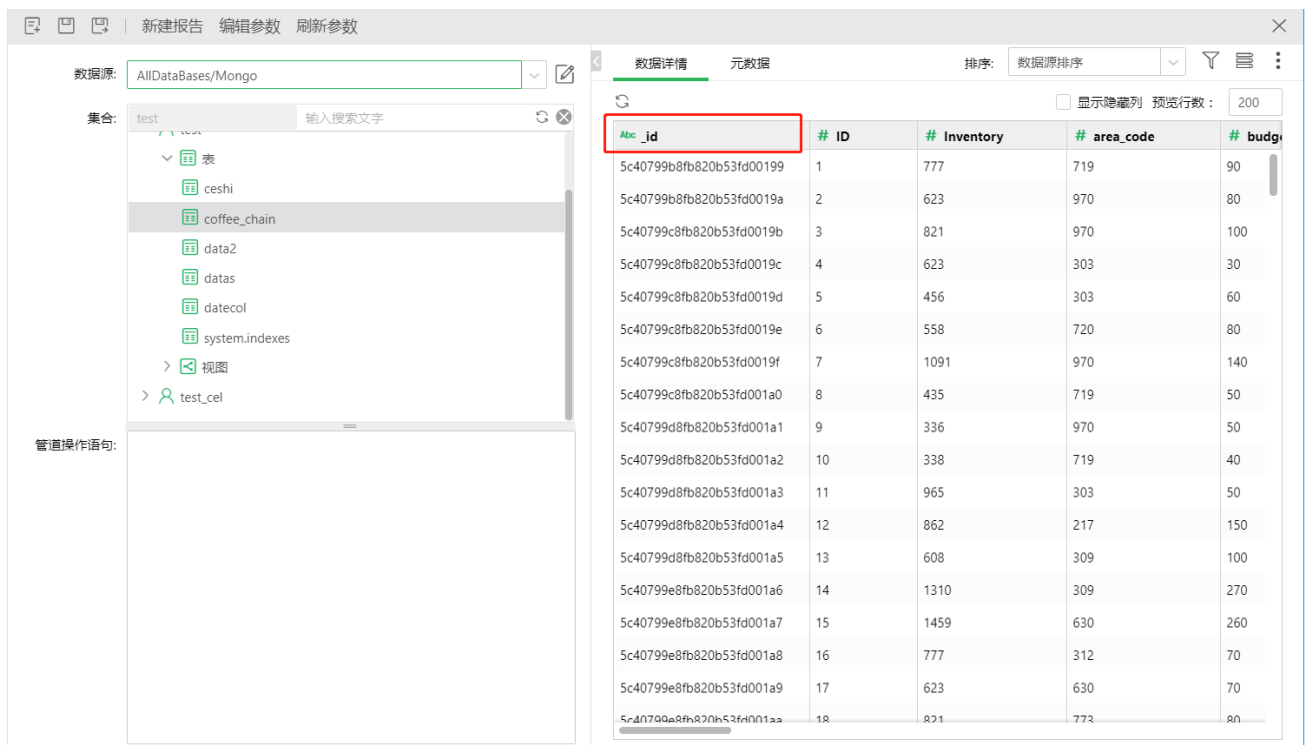 新建报告 编辑参数 刷新参数
数据源: AllDataBases/Mongo
集合: test 输入搜索文字
test
表
ceshi
coffee_chain
data2
datas
datecol
system.indexes
视图
test_cel
管道操作语句:
数据详情 元数据 排序: 数据源排序
显示隐藏列 预览行数: 200
Abc _id # ID # Inventory # area_code # budge
5c40799b8fb820b53fd00199 1 777 719 90
5c40799b8fb820b53fd0019a 2 623 970 80
5c40799c8fb820b53fd0019b 3 821 970 100
5c40799c8fb820b53fd0019c 4 623 303 30
5c40799c8fb820b53fd0019d 5 456 303 60
5c40799c8fb820b53fd0019e 6 558 720 80
5c40799c8fb820b53fd0019f 7 1091 970 140
5c40799c8fb820b53fd001a0 8 435 719 50
5c40799d8fb820b53fd001a1 9 336 970 50
5c40799d8fb820b53fd001a2 10 338 719 40
5c40799d8fb820b53fd001a3 11 965 303 50
5c40799d8fb820b53fd001a4 12 862 217 150
5c40799d8fb820b53fd001a5 13 608 309 100
5c40799e8fb820b53fd001a6 14 1310 309 270
5c40799e8fb820b53fd001a7 15 1459 630 260
5c40799e8fb820b53fd001a8 16 777 312 70
5c40799e8fb820b53fd001a9 17 623 630 70
5c40799e8fb820b53fd001aa 18 821 773 80